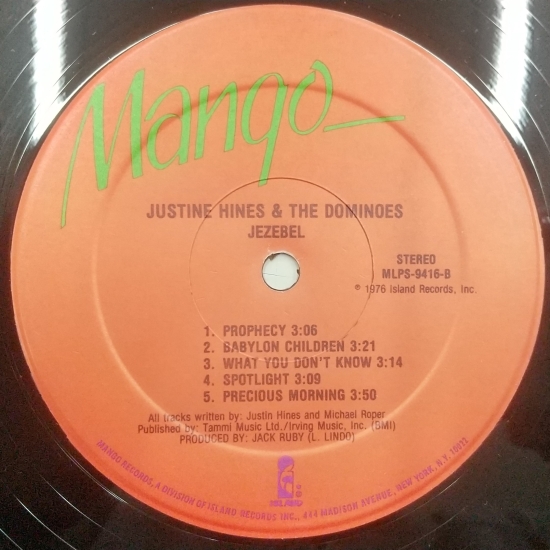 Mango
JUSTINE HINES & THE DOMINOES
JEZEBEL
STEREO
MLPS-9416-B
℗ 1976 Island Records, Inc.
1. PROPHECY 3:06
2. BABYLON CHILDREN 3:21
3. WHAT YOU DON'T KNOW 3:14
4. SPOTLIGHT 3:09
5. PRECIOUS MORNING 3:50
All tracks written by: Justin Hines and Michael Roper
Published by: Tammi Music Ltd./Irving Music, Inc. (BMI)
PRODUCED BY: JACK RUBY (L. LINDO)
ISLAND
MANGO RECORDS, A DIVISION OF ISLAND RECORDS INC., 444 MADISON AVENUE, NEW YORK, N.Y. 10022